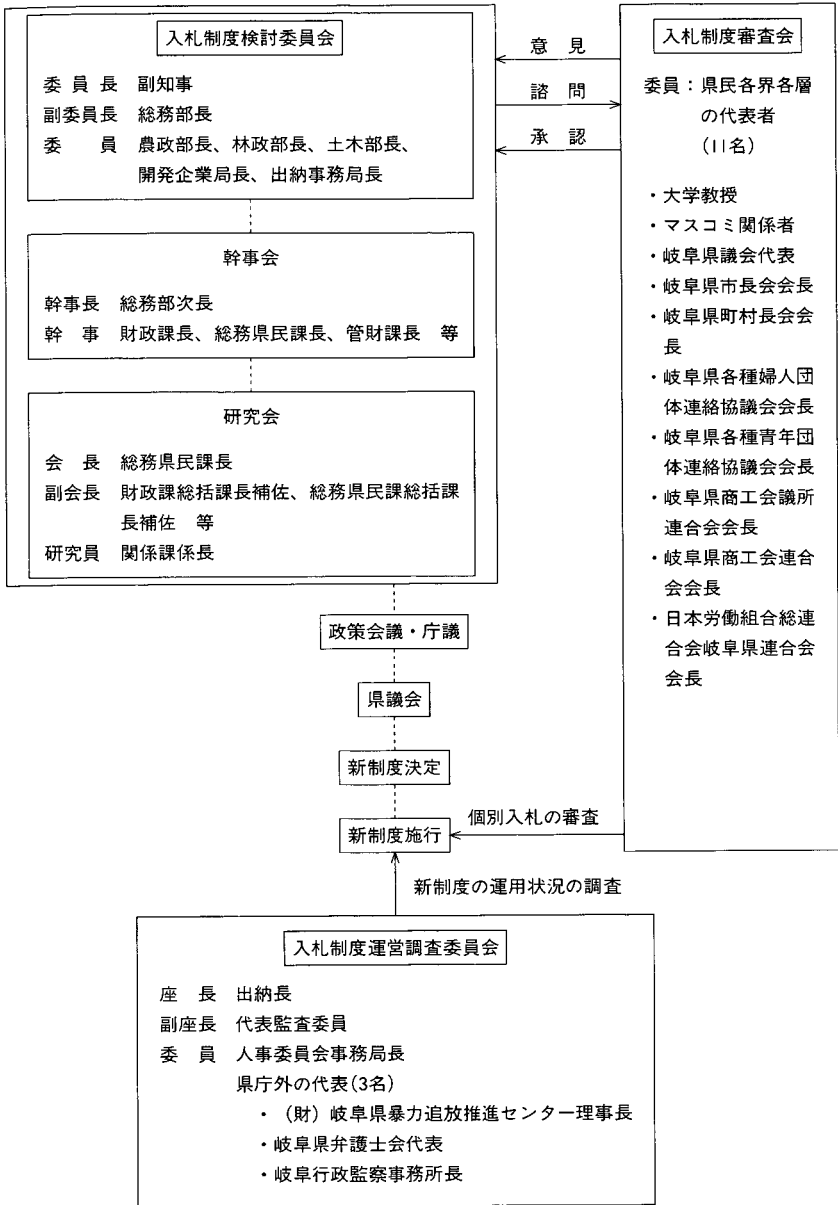 入札制度検討委員会
委員長 副知事
副委員長 総務部長
委員 農政部長、林政部長、土木部長、
開発企業局長、出納事務局長
幹事会
幹事長 総務部次長
幹事 財政課長、総務県民課長、管財課長 等
研究会
会長 総務県民課長
副会長 財政課総括課長補佐、総務県民課総括課
長補佐 等
研究員 関係課係長
意見
諮問
承認
入札制度審査会
委員：県民各界各層
の代表者
(11名)
・大学教授
・マスコミ関係者
・岐阜県議会代表
・岐阜県市長会会長
・岐阜県町村長会会
長
・岐阜県各種婦人団
体連絡協議会会長
・岐阜県各種青年団
体連絡協議会会長
・岐阜県商工会議所
連合会会長
・岐阜県商工会連合
会会長
・日本労働組合総連
合会岐阜県連合会
会長
政策会議・庁議
県議会
新制度決定
新制度施行
個別入札の審査
新制度の運用状況の調査
入札制度運営調査委員会
座長 出納長
副座長 代表監査委員
委員 人事委員会事務局長
県庁外の代表(3名)
・（財）岐阜県暴力追放推進センター理事長
・岐阜県弁護士会代表
・岐阜行政監察事務所長